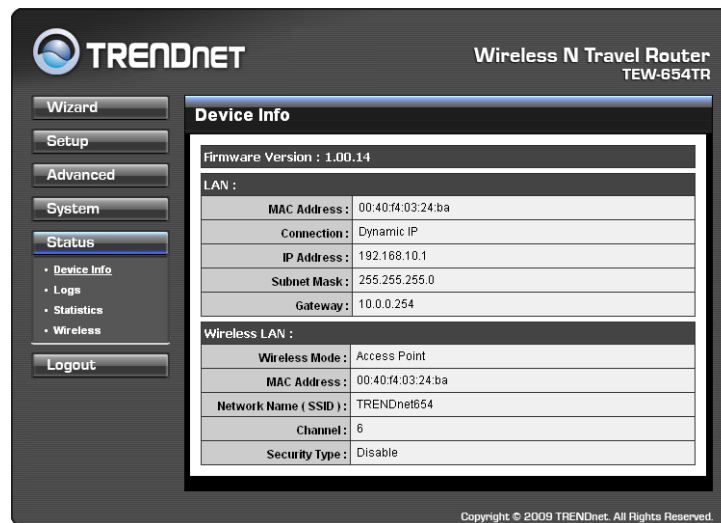 TRENDNET
Wireless N Travel Router
TEW-654TR
Wizard
Setup
Advanced
System
Status
• Device Info
• Logs
• Statistics
• Wireless
Logout
Device Info
Firmware Version : 1.00.14
LAN :
MAC Address : 00:40:f4:03:24:ba
Connection : Dynamic IP
IP Address : 192.168.10.1
Subnet Mask : 255.255.255.0
Gateway : 10.0.0.254
Wireless LAN :
Wireless Mode : Access Point
MAC Address : 00:40:f4:03:24:ba
Network Name ( SSID ) : TRENDnet654
Channel : 6
Security Type : Disable
Copyright © 2009 TRENDnet. All Rights Reserved.